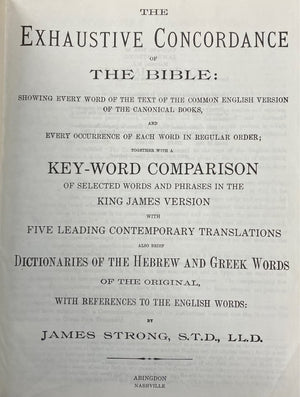 THE
EXHAUSTIVE CONCORDANCE
OF
THE BIBLE:
SHOWING EVERY WORD OF THE TEXT OF THE COMMON ENGLISH VERSION
OF THE CANONICAL BOOKS,
AND
EVERY OCCURRENCE OF EACH WORD IN REGULAR ORDER;
TOGETHER WITH A
KEY-WORD COMPARISON
OF SELECTED WORDS AND PHRASES IN THE
KING JAMES VERSION
WITH
FIVE LEADING CONTEMPORARY TRANSLATIONS
ALSO BRIEF
DICTIONARIES OF THE HEBREW AND GREEK WORDS
OF THE ORIGINAL,
WITH REFERENCES TO THE ENGLISH WORDS:
BY
JAMES STRONG, S.T.D., LL.D.
ABINGDON
NASHVILLE